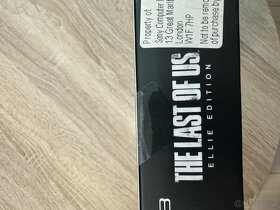 Property of
Sony Computer
13 Great Marl
London
W1F 7HP
Not to be remo
of purchase by
THE LAST OF US
ELLIE EDITION